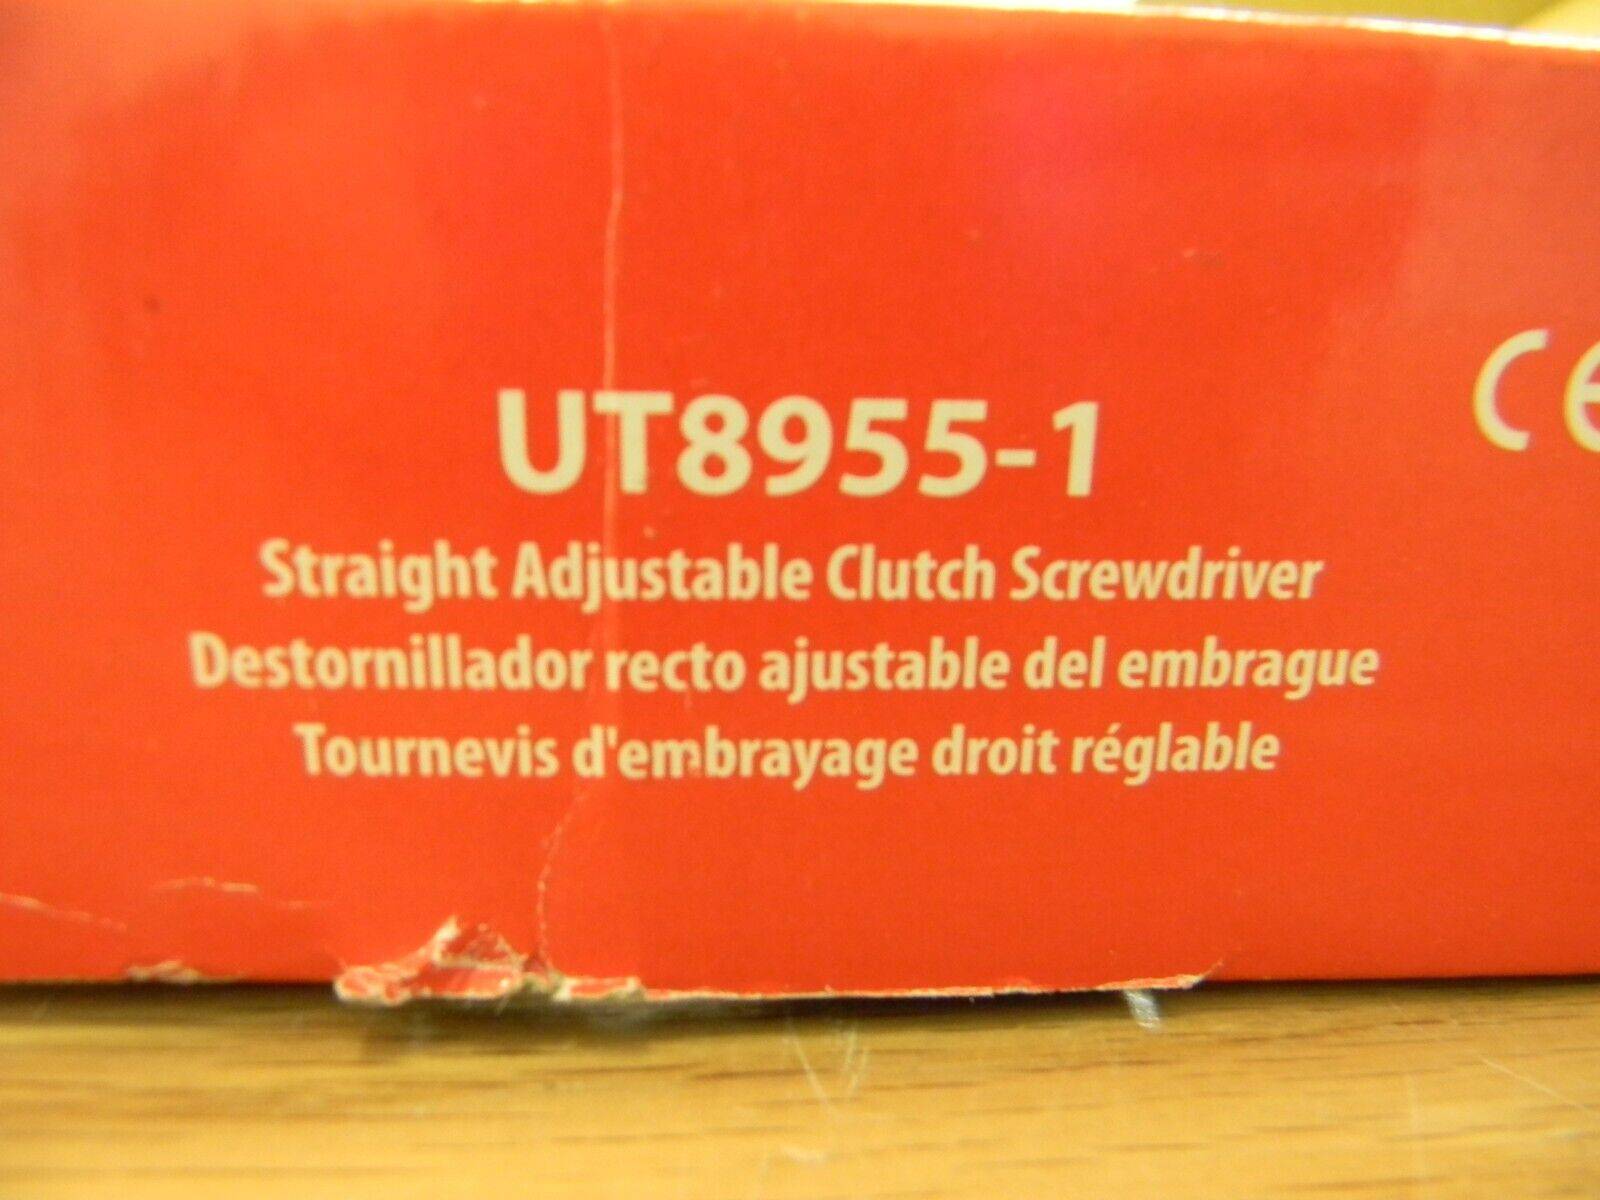 UT8955-1
CE
Straight Adjustable Clutch Screwdriver
Destornillador recto ajustable del embrague
Tournevis d'embrayage droit réglable